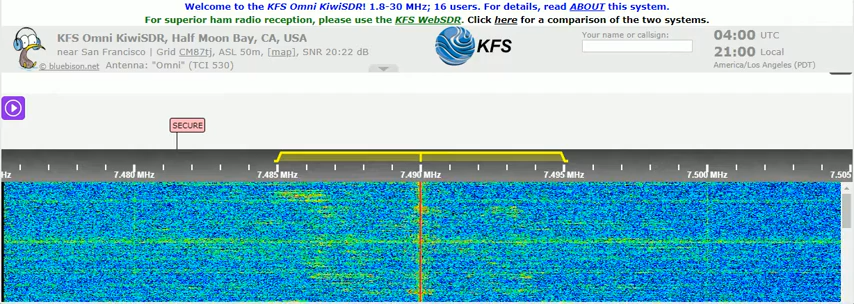 Welcome to the KFS Omni KiwiSDR! 1.8-30 MHz; 16 users. For details, read ABOUT this system.
For superior ham radio reception, please use the KFS WebSDR. Click here for a comparison of the two systems.
KFS Omni KiwiSDR, Half Moon Bay, CA, USA
near San Francisco | Grid CM87tj, ASL 50m, [map], SNR 20:22 dB
© bluebison.net Antenna: "Omni" (TCI 530)
KFS
Your name or callsign:
04:00 UTC
21:00 Local
America/Los Angeles (PDT)
SECURE
Hz 7.480 MHz 7.485 MHz 7.490 MHz 7.495 MHz 7.500 MHz 7.505